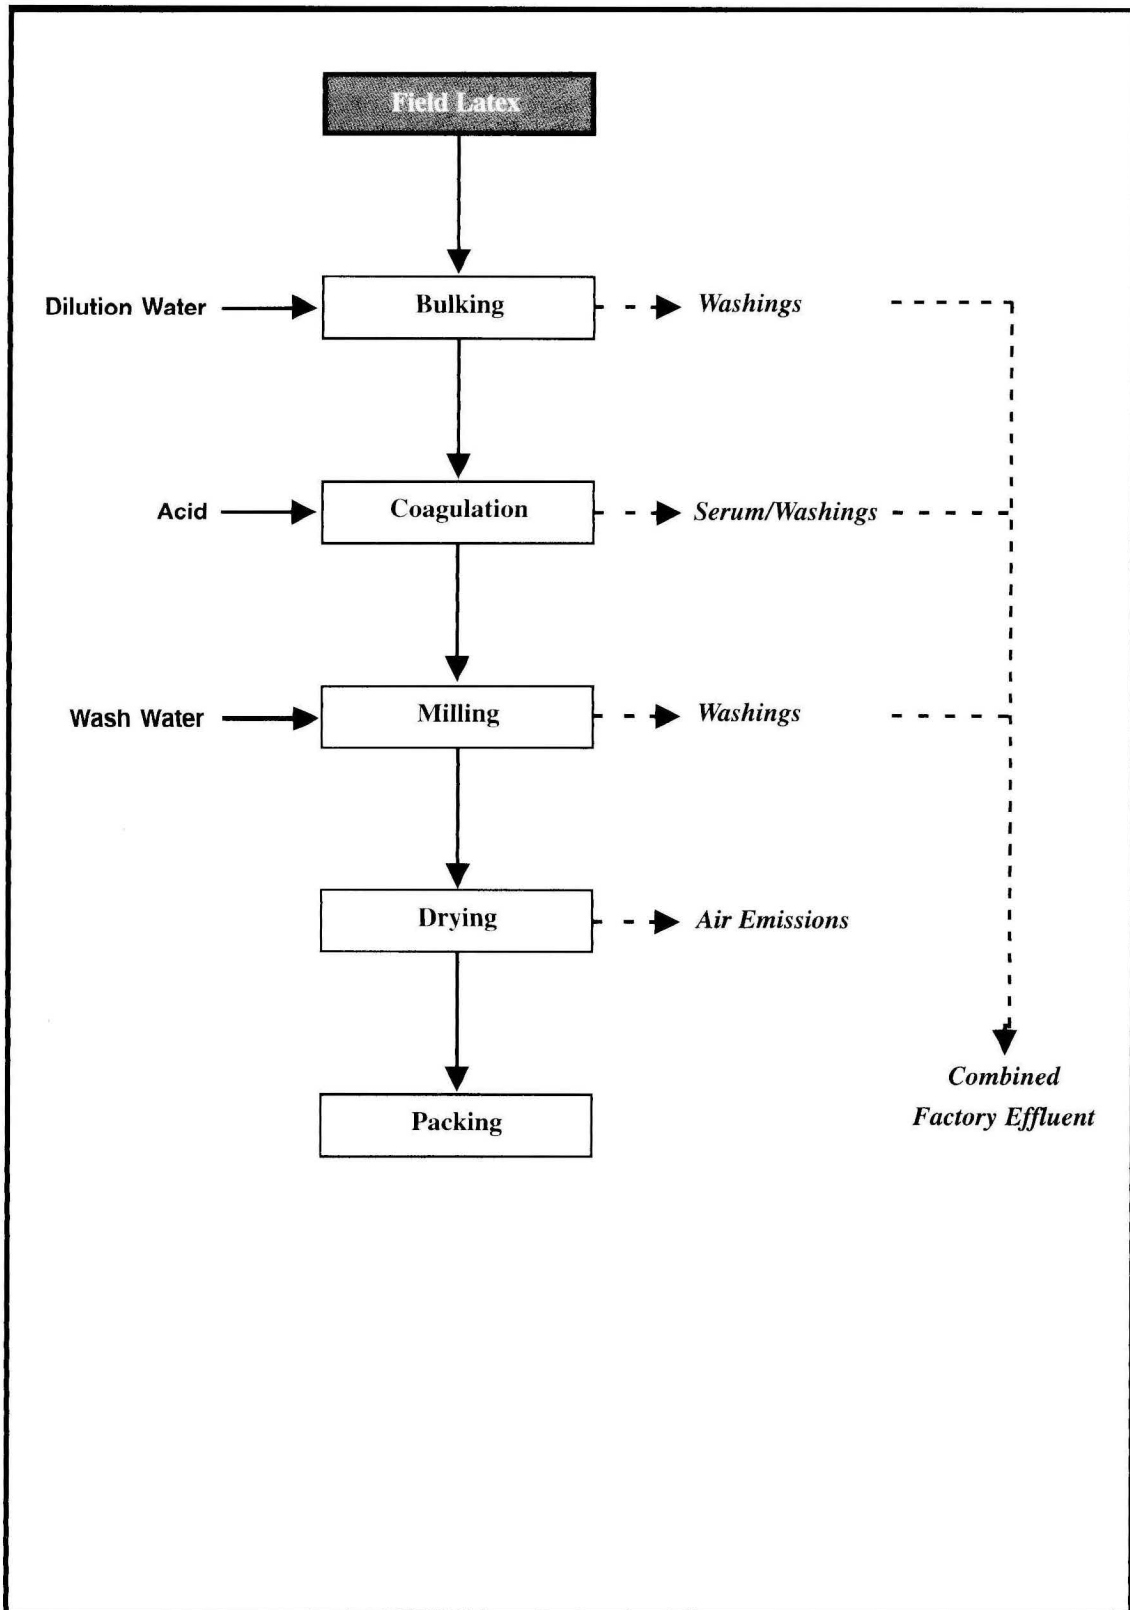 Field Latex
Dilution Water
Bulking
Washings
Acid
Coagulation
Serum/Washings
Wash Water
Milling
Washings
Drying
Air Emissions
Combined
Factory Effluent
Packing